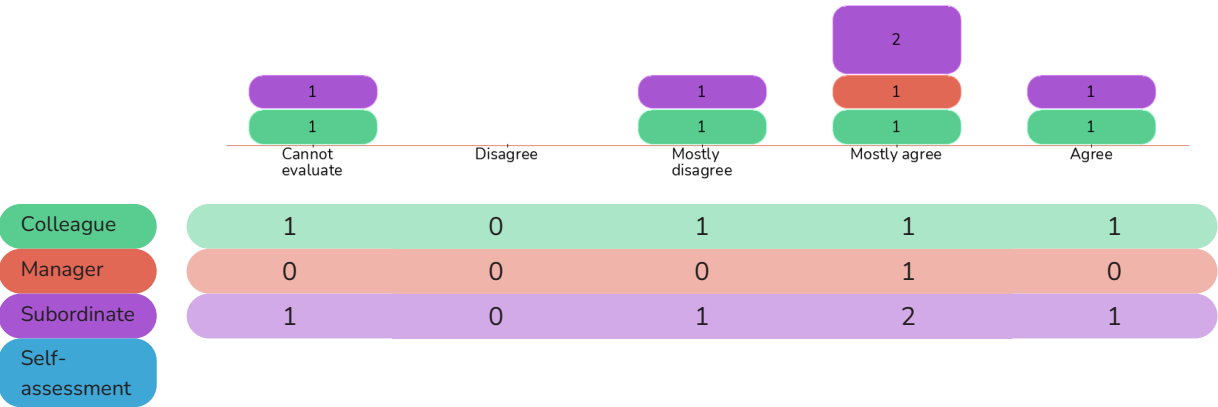 2
1 1 1 1
1 1 1 1
Cannot evaluate Disagree Mostly disagree Mostly agree Agree
Colleague 1 0 1 1 1
Manager 0 0 0 1 0
Subordinate 1 0 1 2 1
Self-
assessment